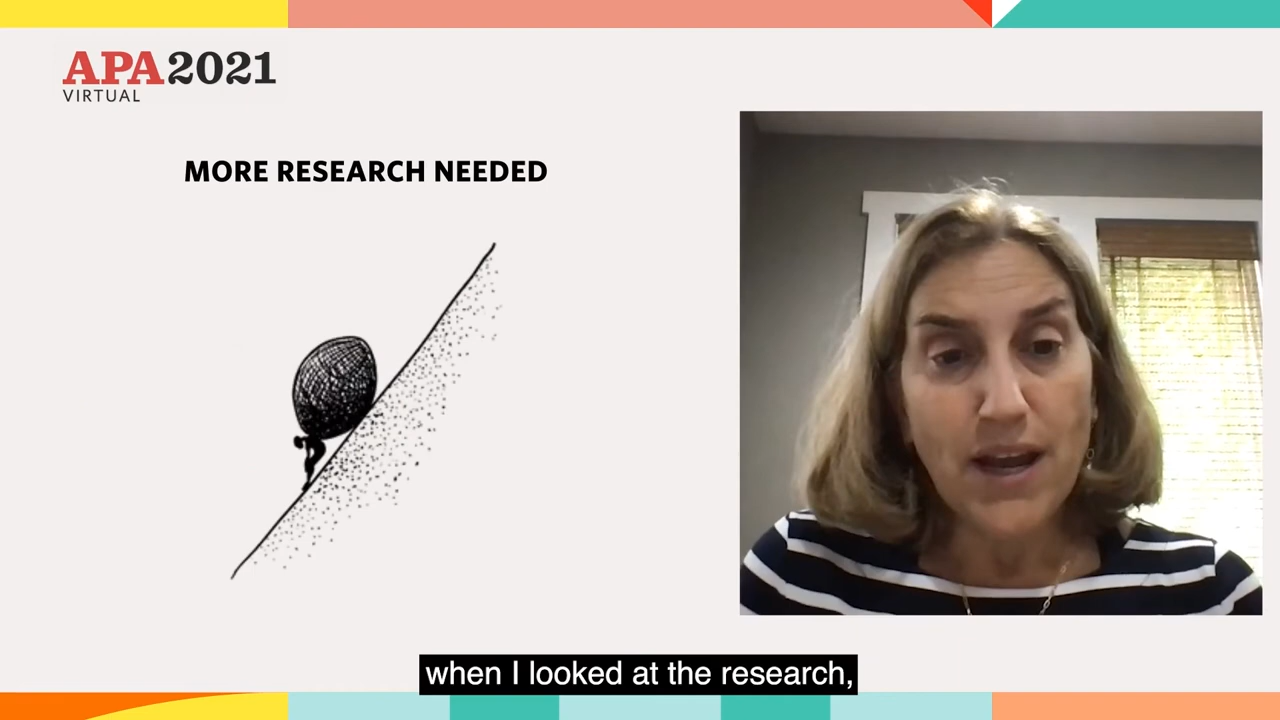 APA2021
VIRTUAL
MORE RESEARCH NEEDED
when I looked at the research,